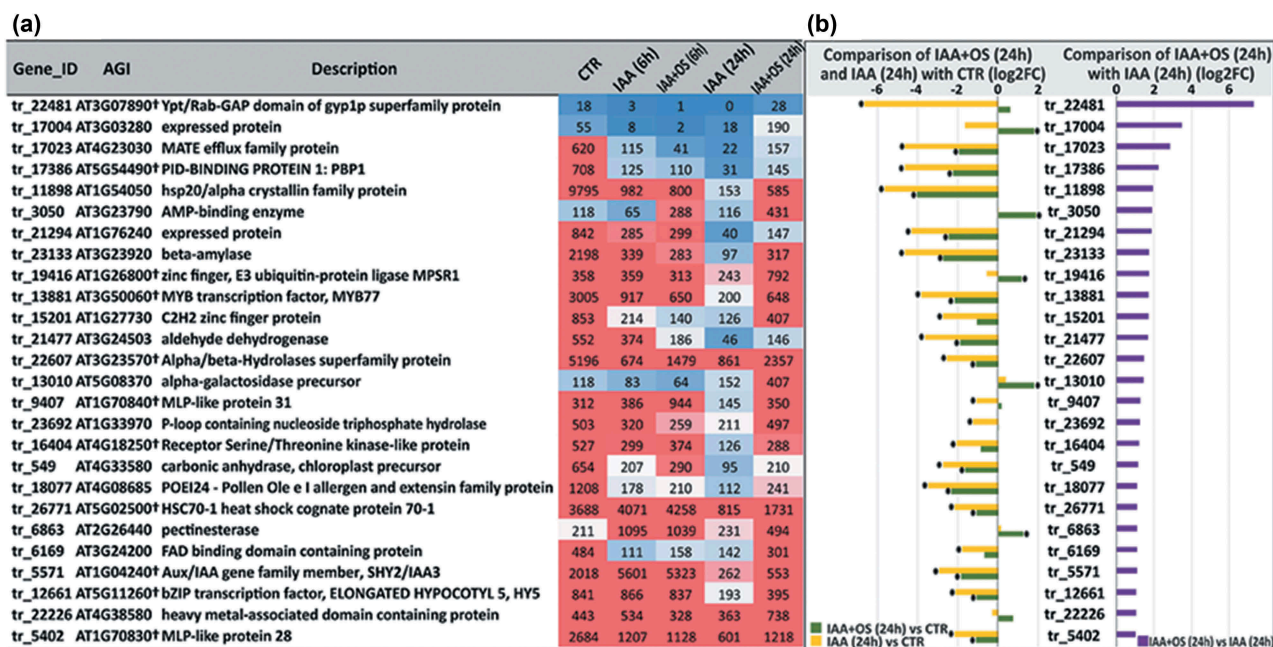 (a)
Gene_ID AGI Description CTR IAA (6h) IAA+OS (6h) IAA (24h) IAA+OS (24h)
tr_22481 AT3G07890† Ypt/Rab-GAP domain of gyp1p superfamily protein 18 3 1 0 28
tr_17004 AT3G03280 expressed protein 55 8 2 18 190
tr_17023 AT4G23030 MATE efflux family protein 620 115 41 22 157
tr_17386 AT5G54490† PID-BINDING PROTEIN 1: PBP1 708 125 110 31 145
tr_11898 AT1G54050 hsp20/alpha crystallin family protein 9795 982 800 153 585
tr_3050 AT3G23790 AMP-binding enzyme 118 65 288 116 431
tr_21294 AT1G76240 expressed protein 842 285 299 40 147
tr_23133 AT3G23920 beta-amylase 2198 339 283 97 317
tr_19416 AT1G26800† zinc finger, E3 ubiquitin-protein ligase MPSR1 358 359 313 243 792
tr_13881 AT3G50060† MYB transcription factor, MYB77 3005 917 650 200 648
tr_15201 AT1G27730 C2H2 zinc finger protein 853 214 140 126 407
tr_21477 AT3G24503 aldehyde dehydrogenase 552 374 186 46 146
tr_22607 AT3G23570† Alpha/beta-Hydrolases superfamily protein 5196 674 1479 861 2357
tr_13010 AT5G08370 alpha-galactosidase precursor 118 83 64 152 407
tr_9407 AT1G70840† MLP-like protein 31 312 386 944 145 350
tr_23692 AT1G33970 P-loop containing nucleoside triphosphate hydrolase 503 320 259 211 497
tr_16404 AT4G18250† Receptor Serine/Threonine kinase-like protein 527 299 374 126 288
tr_549 AT4G33580 carbonic anhydrase, chloroplast precursor 654 207 290 95 210
tr_18077 AT4G08685 POEI24 - Pollen Ole e I allergen and extensin family protein 1208 178 210 112 241
tr_26771 AT5G02500† HSC70-1 heat shock cognate protein 70-1 3688 4071 4258 815 1731
tr_6863 AT2G26440 pectinesterase 211 1095 1039 231 494
tr_6169 AT3G24200 FAD binding domain containing protein 484 111 158 142 301
tr_5571 AT1G04240† Aux/IAA gene family member, SHY2/IAA3 2018 5601 5323 262 553
tr_12661 AT5G11260† bZIP transcription factor, ELONGATED HYPOCOTYL 5, HY5 841 866 837 193 395
tr_22226 AT4G38580 heavy metal-associated domain containing protein 443 534 328 363 738
tr_5402 AT1G70830† MLP-like protein 28 2684 1207 1128 601 1218
(b)
Comparison of IAA+OS (24h)
and IAA (24h) with CTR (log2FC)
-8 -6 -4 -2 0 2
Comparison of IAA+OS (24h)
with IAA (24h) (log2FC)
0 2 4 6
tr_22481
tr_17004
tr_17023
tr_17386
tr_11898
tr_3050
tr_21294
tr_23133
tr_19416
tr_13881
tr_15201
tr_21477
tr_22607
tr_13010
tr_9407
tr_23692
tr_16404
tr_549
tr_18077
tr_26771
tr_6863
tr_6169
tr_5571
tr_12661
tr_22226
tr_5402
IAA+OS (24h) vs CTR
IAA (24h) vs CTR
IAA+OS (24h) vs IAA (24h)